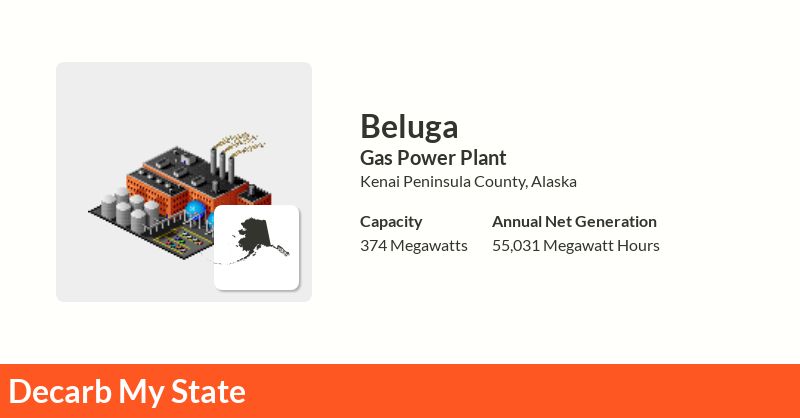 Beluga
Gas Power Plant
Kenai Peninsula County, Alaska
Capacity
Annual Net Generation
374 Megawatts
55,031 Megawatt Hours
Decarb My State